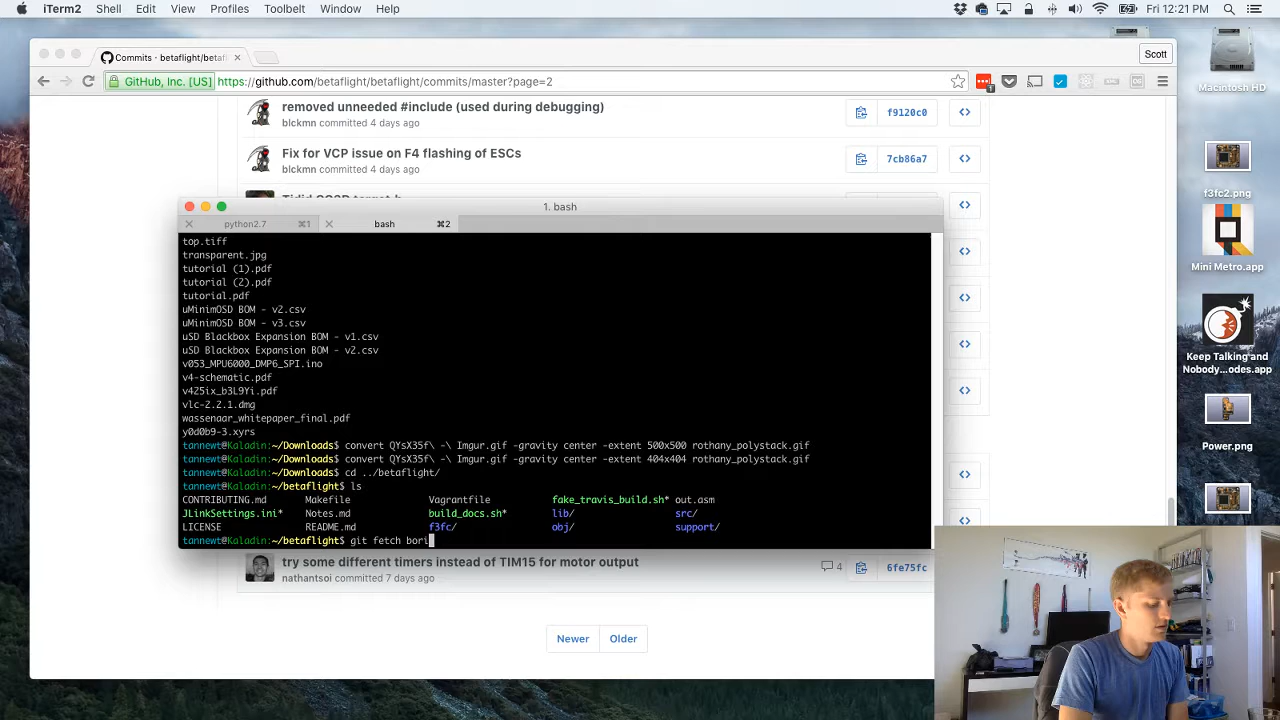 iTerm2 Shell Edit View Profiles Toolbelt Window Help
Fri 12:21 PM
Commits · betaflight/betafl
Scott
GitHub, Inc. [US] https://github.com/betaflight/betaflight/commits/master?page=2
Macintosh HD
removed unneeded #include (used during debugging)
blckmn committed 4 days ago
f9120c0
Fix for VCP issue on F4 flashing of ESCs
blckmn committed 4 days ago
7cb86a7
f3fc2.png
Mini Metro.app
Keep Talking and
Nobody...odes.app
Power.png
1. bash
python2.7 ⌘1
bash ⌘2
top.tiff
transparent.jpg
tutorial (1).pdf
tutorial (2).pdf
tutorial.pdf
uMinimOSD BOM - v2.csv
uMinimOSD BOM - v3.csv
uSD Blackbox Expansion BOM - v1.csv
uSD Blackbox Expansion BOM - v2.csv
v053_MPU6000_DMP6_SPI.ino
v4-schematic.pdf
v425ix_b3L9Yi.pdf
vlc-2.2.1.dmg
wassenaar_whitepaper_final.pdf
y0d0b9-3.xyrs
tannewt@Kaladin:~/Downloads$ convert QYsX35f\ -\ Imgur.gif -gravity center -extent 500x500 rothany_polystack.gif
tannewt@Kaladin:~/Downloads$ convert QYsX35f\ -\ Imgur.gif -gravity center -extent 404x404 rothany_polystack.gif
tannewt@Kaladin:~/Downloads$ cd ../betaflight/
tannewt@Kaladin:~/betaflight$ ls
CONTRIBUTING.md Makefile Vagrantfile fake_travis_build.sh* out.asm
JLinkSettings.ini* Notes.md build_docs.sh* lib/ src/
LICENSE README.md f3fc/ obj/ support/
tannewt@Kaladin:~/betaflight$ git fetch bori
try some different timers instead of TIM15 for motor output
nathantsoi committed 7 days ago
4
6fe75fc
Newer Older